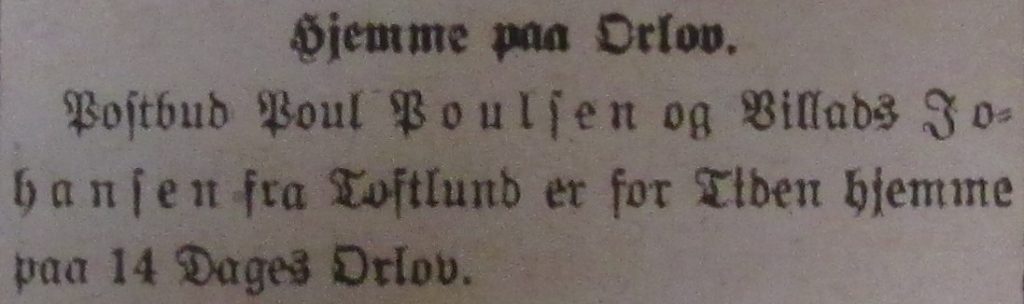 Hjemme paa Orlov.
Postbud Poul Poulsen og Villads Jo-
hansen fra Toftlund er for Tiden hjemme
paa 14 Dages Orlov.